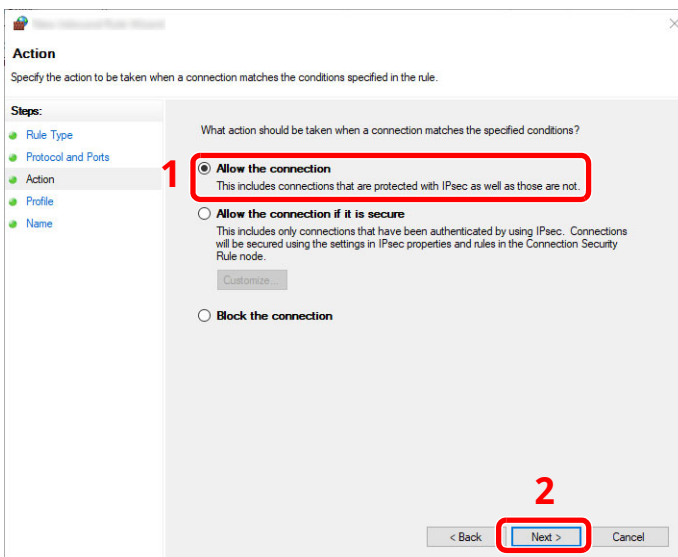 Action
Specify the action to be taken when a connection matches the conditions specified in the rule.
Steps:
Rule Type
Protocol and Ports
Action
Profile
Name
What action should be taken when a connection matches the specified conditions?
1
Allow the connection
This includes connections that are protected with IPsec as well as those are not.
Allow the connection if it is secure
This includes only connections that have been authenticated by using IPsec. Connections
will be secured using the settings in IPsec properties and rules in the Connection Security
Rule node.
Customize...
Block the connection
2
< Back
Next >
Cancel